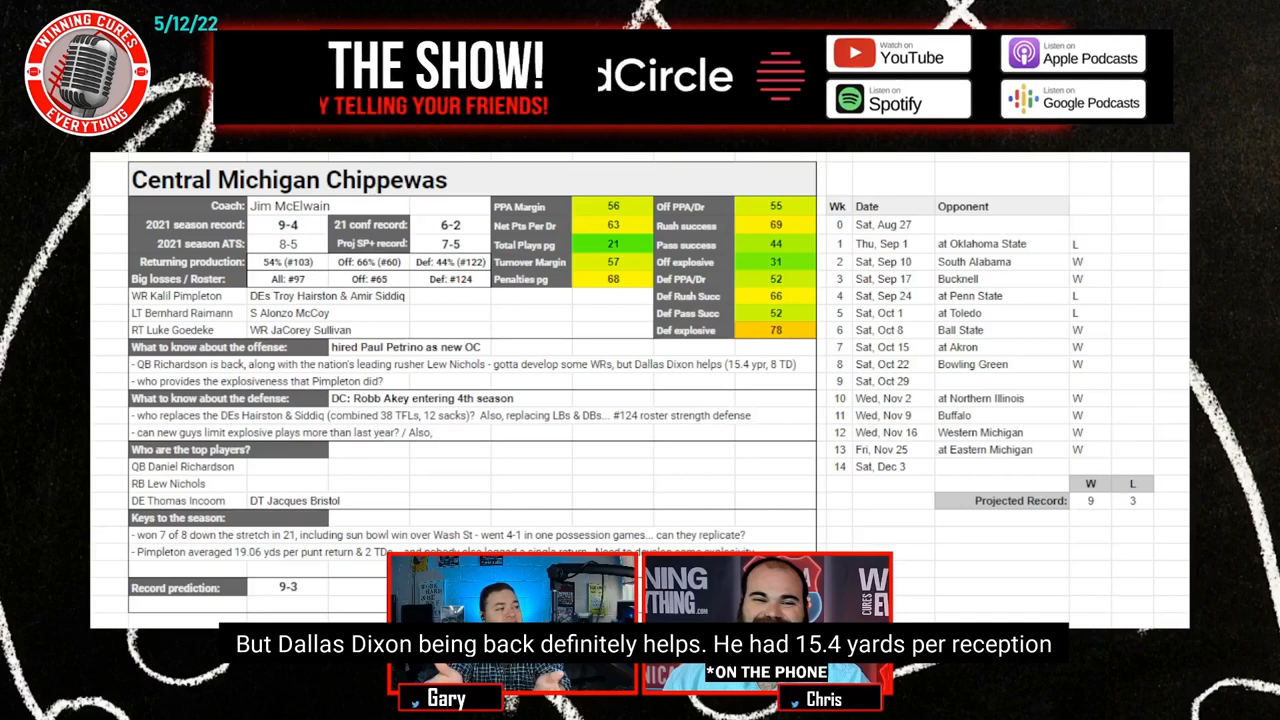 5/12/22
WINNING CURES
EVERYTHING
THE SHOW!
Y TELLING YOUR FRIENDS!
dCircle
Watch on
YouTube
Listen on
Apple Podcasts
Listen on
Spotify
Listen on
Google Podcasts
Central Michigan Chippewas
Coach: Jim McElwain
2021 season record: 9-4 21 conf record: 6-2
2021 season ATS: 8-5 Proj SP+ record: 7-5
Returning production: 54% (#103) Off: 66% (#60) Def: 44% (#122)
Big losses / Roster: All: #97 Off: #65 Def: #124
PPA Margin 56 Off PPA/Dr 55
Net Pts Per Dr 63 Rush success 69
Total Plays pg 21 Pass success 44
Turnover Margin 57 Off explosive 31
Penalties pg 68 Def PPA/Dr 52
WR Kalil Pimpleton DEs Troy Hairston & Amir Siddiq Def Rush Succ 66
LT Bernhard Raimann S Alonzo McCoy Def Pass Succ 52
RT Luke Goedeke WR JaCorey Sullivan Def explosive 78
What to know about the offense: hired Paul Petrino as new OC
- QB Richardson is back, along with the nation's leading rusher Lew Nichols - gotta develop some WRs, but Dallas Dixon helps (15.4 ypr, 8 TD)
- who provides the explosiveness that Pimpleton did?
What to know about the defense: DC: Robb Akey entering 4th season
- who replaces the DEs Hairston & Siddiq (combined 38 TFLs, 12 sacks)? Also, replacing LBs & DBs... #124 roster strength defense
- can new guys limit explosive plays more than last year? / Also,
Who are the top players?
QB Daniel Richardson
RB Lew Nichols
DE Thomas Incoom DT Jacques Bristol
Keys to the season:
- won 7 of 8 down the stretch in 21, including sun bowl win over Wash St - went 4-1 in one possession games... can they replicate?
- Pimpleton averaged 19.06 yds per punt return & 2 TDs... and nobody else logged a single return. Need to develop some explosivity
Record prediction: 9-3
Wk Date Opponent
0 Sat, Aug 27
1 Thu, Sep 1 at Oklahoma State L
2 Sat, Sep 10 South Alabama W
3 Sat, Sep 17 Bucknell W
4 Sat, Sep 24 at Penn State L
5 Sat, Oct 1 at Toledo L
6 Sat, Oct 8 Ball State W
7 Sat, Oct 15 at Akron W
8 Sat, Oct 22 Bowling Green W
9 Sat, Oct 29
10 Wed, Nov 2 at Northern Illinois W
11 Wed, Nov 9 Buffalo W
12 Wed, Nov 16 Western Michigan W
13 Fri, Nov 25 at Eastern Michigan W
14 Sat, Dec 3
W L
Projected Record: 9 3
NING
YTHING
.COM
W
CURES
EV
But Dallas Dixon being back definitely helps. He had 15.4 yards per reception
*ON THE PHONE
Gary
Chris